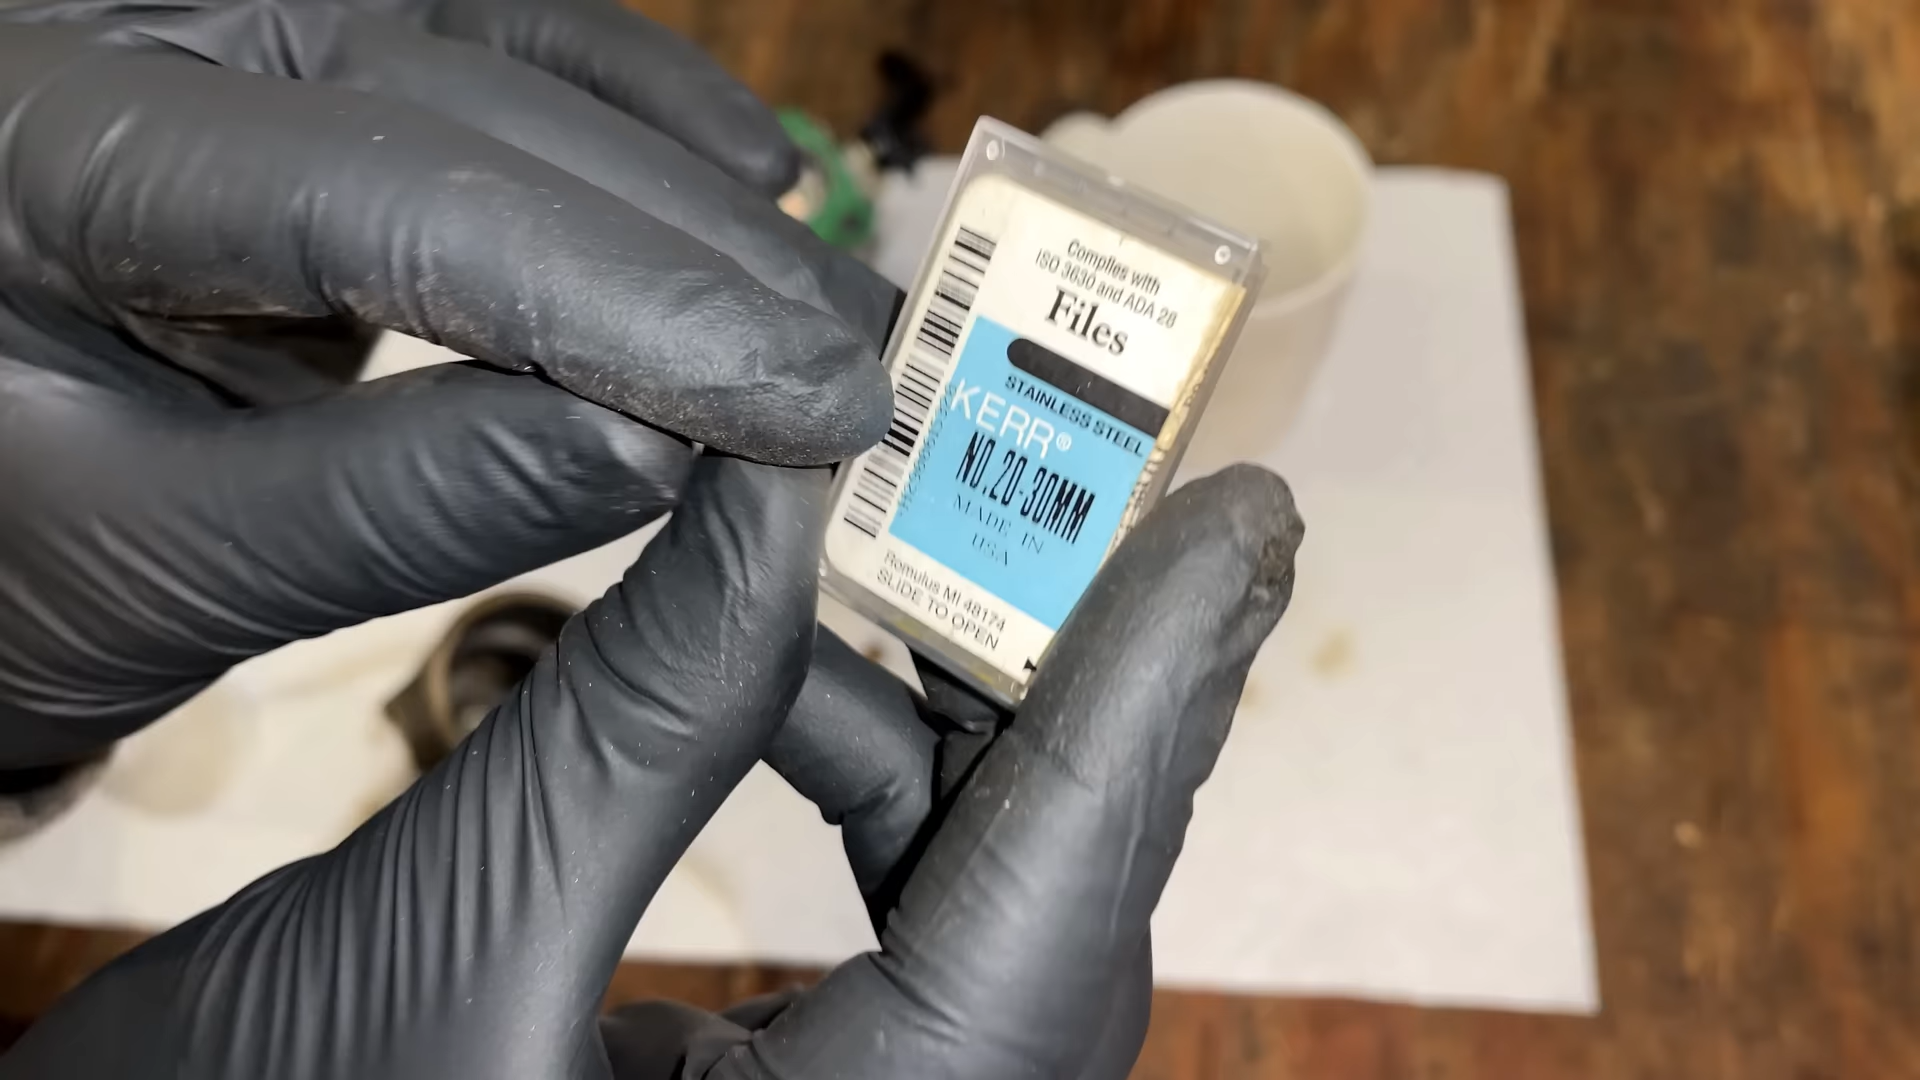 Complies with
ISO 3630 and ADA 28
Files
STAINLESS STEEL
KERR®
NO.20-30MM
MADE IN
USA
Romulus MI 48174
SLIDE TO OPEN